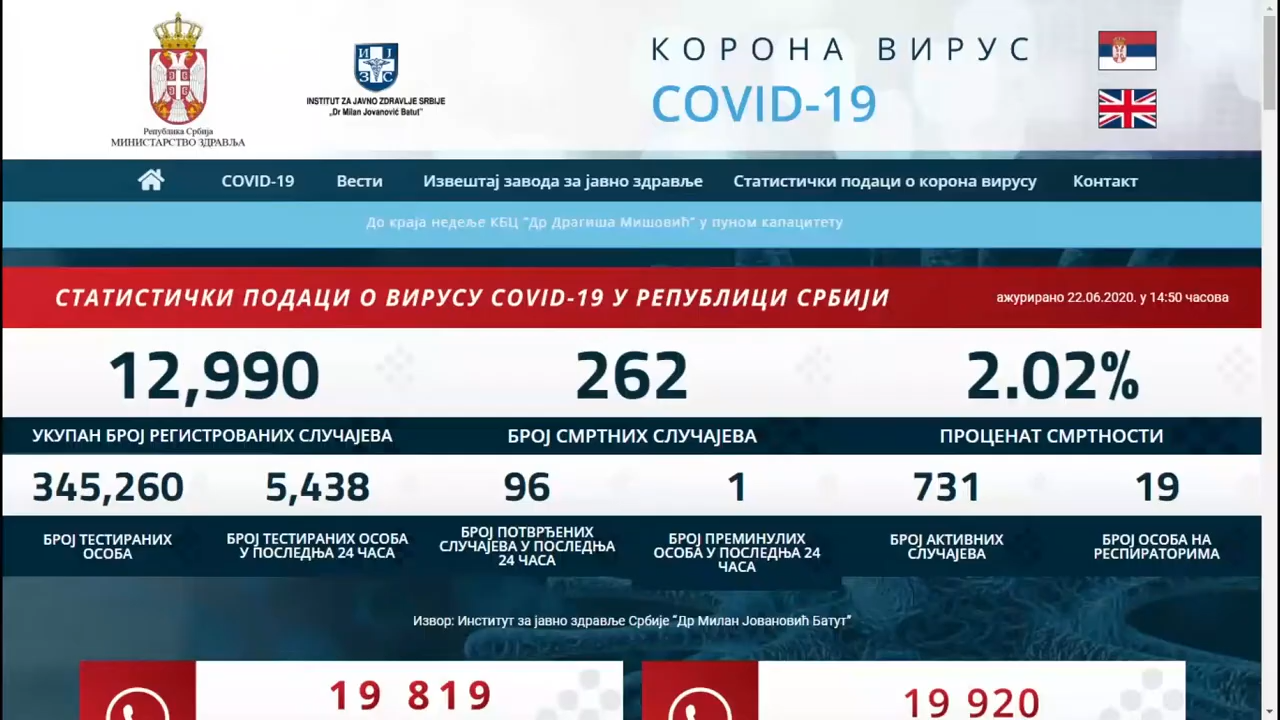 КОРОНА ВИРУС
COVID-19
ИЈЗС
INSTITUT ZA JAVNO ZDRAVLJE SRBIJE
„Dr Milan Jovanović Batut“
Република Србија
МИНИСТАРСТВО ЗДРАВЉА
COVID-19 Вести Извештај завода за јавно здравље Статистички подаци о корона вирусу Контакт
До краја недеље КБЦ “Др Драгиша Мишовић” у пуном капацитету
СТАТИСТИЧКИ ПОДАЦИ О ВИРУСУ COVID-19 У РЕПУБЛИЦИ СРБИЈИ
ажурирано 22.06.2020. у 14:50 часова
12,990
УКУПАН БРОЈ РЕГИСТРОВАНИХ СЛУЧАЈЕВА
262
БРОЈ СМРТНИХ СЛУЧАЈЕВА
2.02%
ПРОЦЕНАТ СМРТНОСТИ
345,260
БРОЈ ТЕСТИРАНИХ
ОСОБА
5,438
БРОЈ ТЕСТИРАНИХ ОСОБА
У ПОСЛЕДЊА 24 ЧАСА
96
БРОЈ ПОТВРЂЕНИХ
СЛУЧАЈЕВА У ПОСЛЕДЊА
24 ЧАСА
1
БРОЈ ПРЕМИНУЛИХ
ОСОБА У ПОСЛЕДЊА 24
ЧАСА
731
БРОЈ АКТИВНИХ
СЛУЧАЈЕВА
19
БРОЈ ОСОБА НА
РЕСПИРАТОРИМА
Извор: Институт за јавно здравље Србије “Др Милан Јовановић Батут”
19 819
19 920